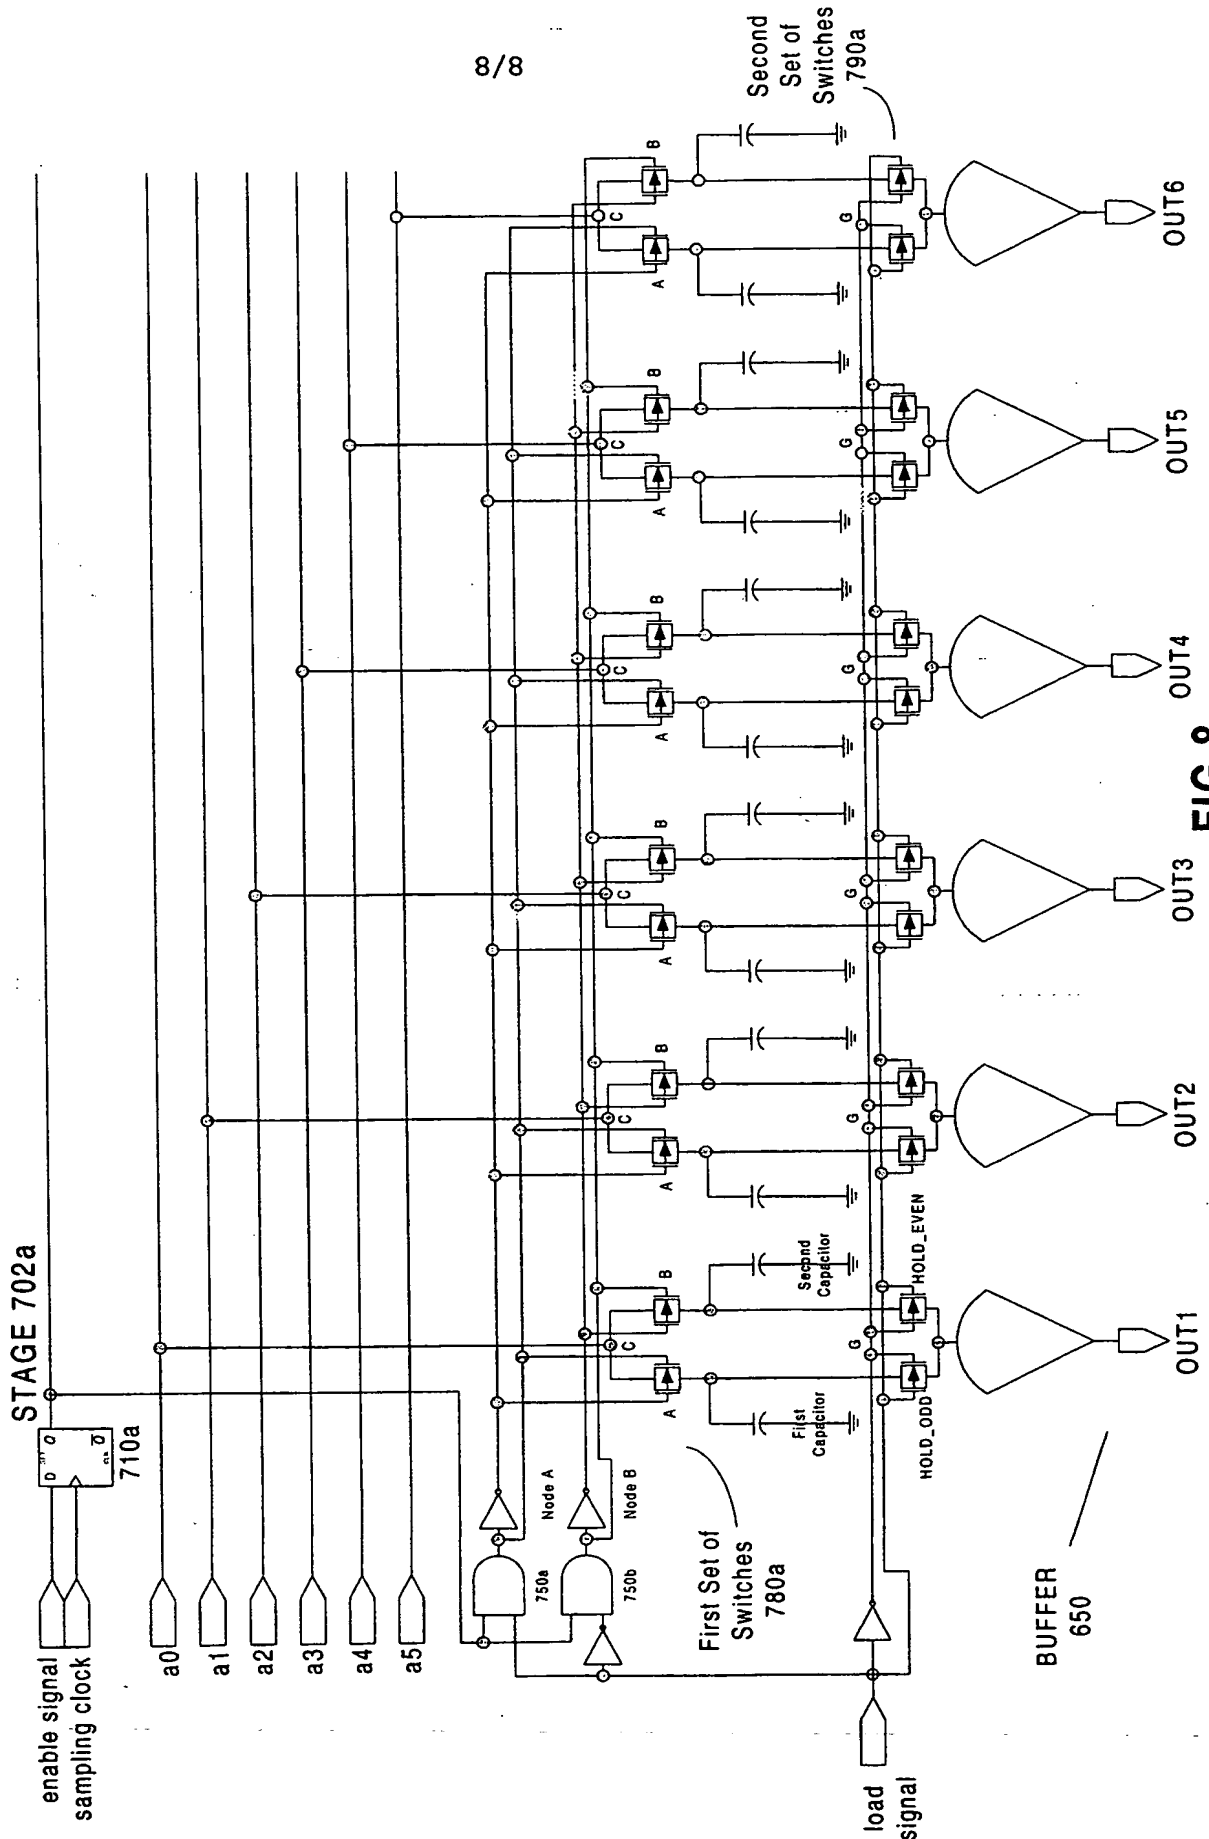 8/8
STAGE 702a
enable signal
sampling clock
D
Q
Q
710a
a0
a1
a2
a3
a4
a5
750a
Node A
750b
Node B
First Set of
Switches
780a
Second
Set of
Switches
790a
A
B
C
A
B
C
A
B
C
A
B
C
A
B
C
A
B
C
First
Capacitor
Second
Capacitor
G
G
G
G
G
G
HOLD_ODD
HOLD_EVEN
load
signal
BUFFER
650
OUT1
OUT2
OUT3
OUT4
OUT5
OUT6